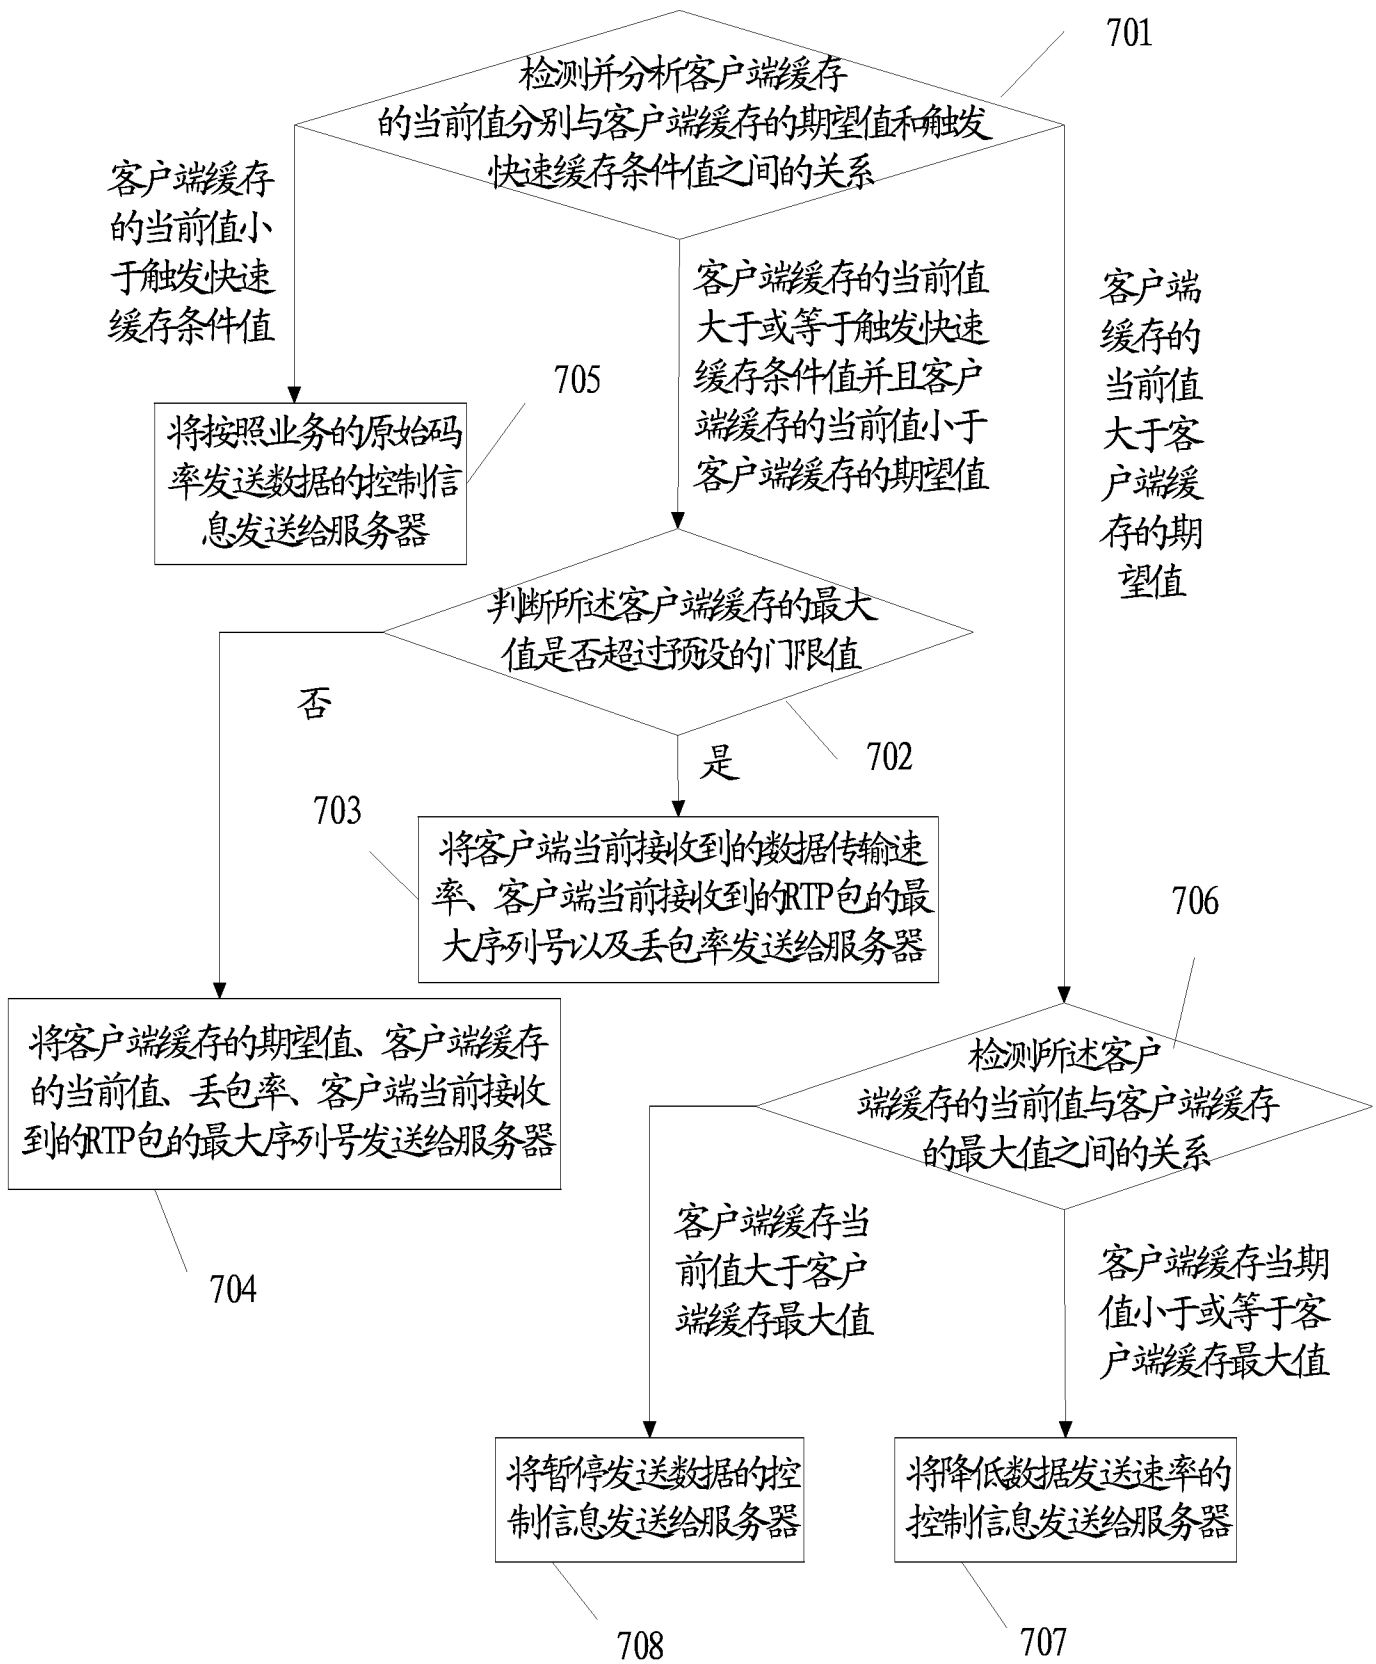 701
检测并分析客户端缓存
的当前值分别与客户端缓存的期望值和触发
快速缓存条件值之间的关系
客户端缓存
的当前值小
于触发快速
缓存条件值
客户端缓存的当前值
大于或等于触发快速
缓存条件值并且客户
端缓存的当前值小于
客户端缓存的期望值
客户端
缓存的
当前值
大于客
户端缓
存的期
望值
705
将按照业务的原始码
率发送数据的控制信
息发送给服务器
判断所述客户端缓存的最大
值是否超过预设的门限值
否
是
702
703
将客户端当前接收到的数据传输速
率、客户端当前接收到的RTP包的最
大序列号以及丢包率发送给服务器
706
将客户端缓存的期望值、客户端缓存
的当前值、丢包率、客户端当前接收
到的RTP包的最大序列号发送给服务器
704
检测所述客户
端缓存的当前值与客户端缓存
的最大值之间的关系
客户端缓存当
前值大于客户
端缓存最大值
客户端缓存当期
值小于或等于客
户端缓存最大值
将暂停发送数据的控
制信息发送给服务器
将降低数据发送速率的
控制信息发送给服务器
708
707